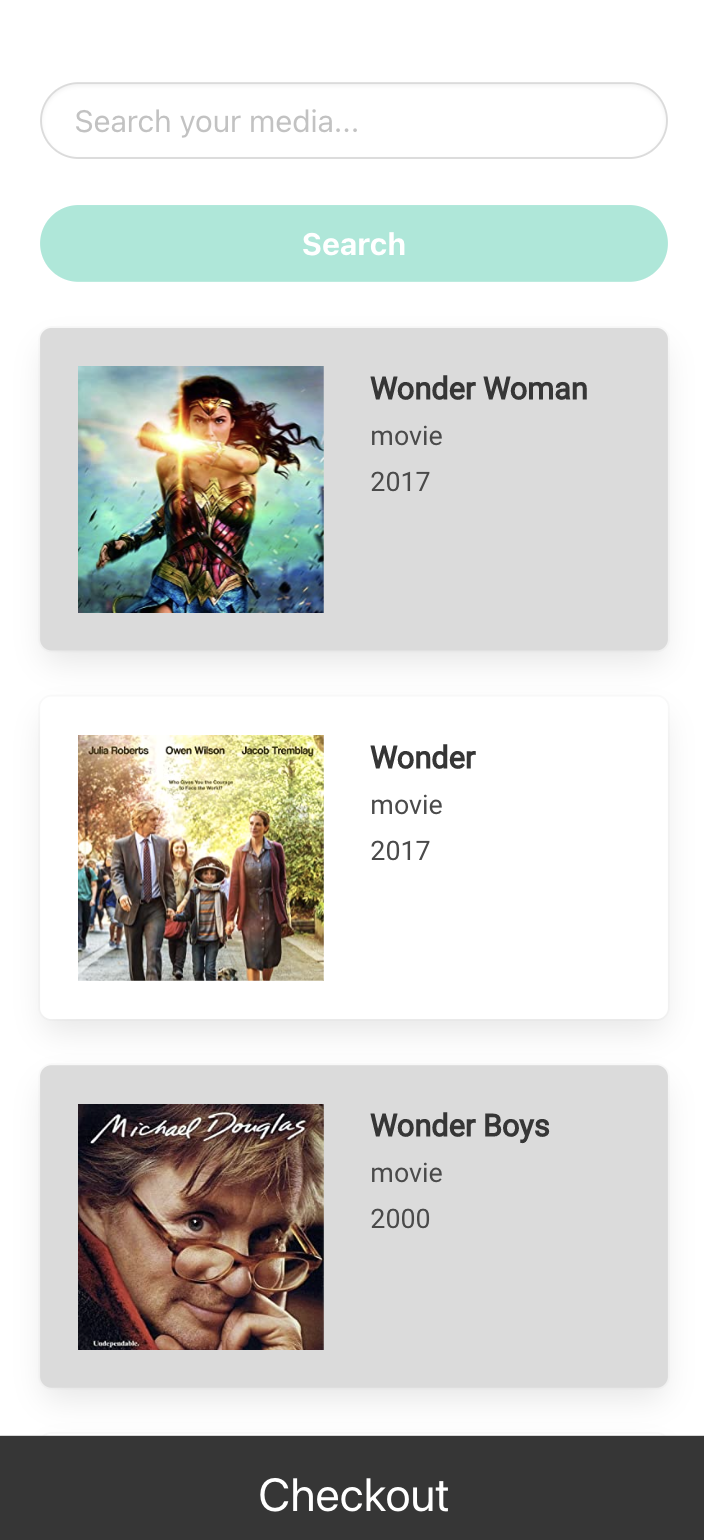 Search your media...
Search
Wonder Woman
movie
2017
Julia Roberts Owen Wilson Jacob Tremblay
Who Gives You the Courage
to Face the World?
Wonder
movie
2017
Michael Douglas
Undependable.
Wonder Boys
movie
2000
Checkout